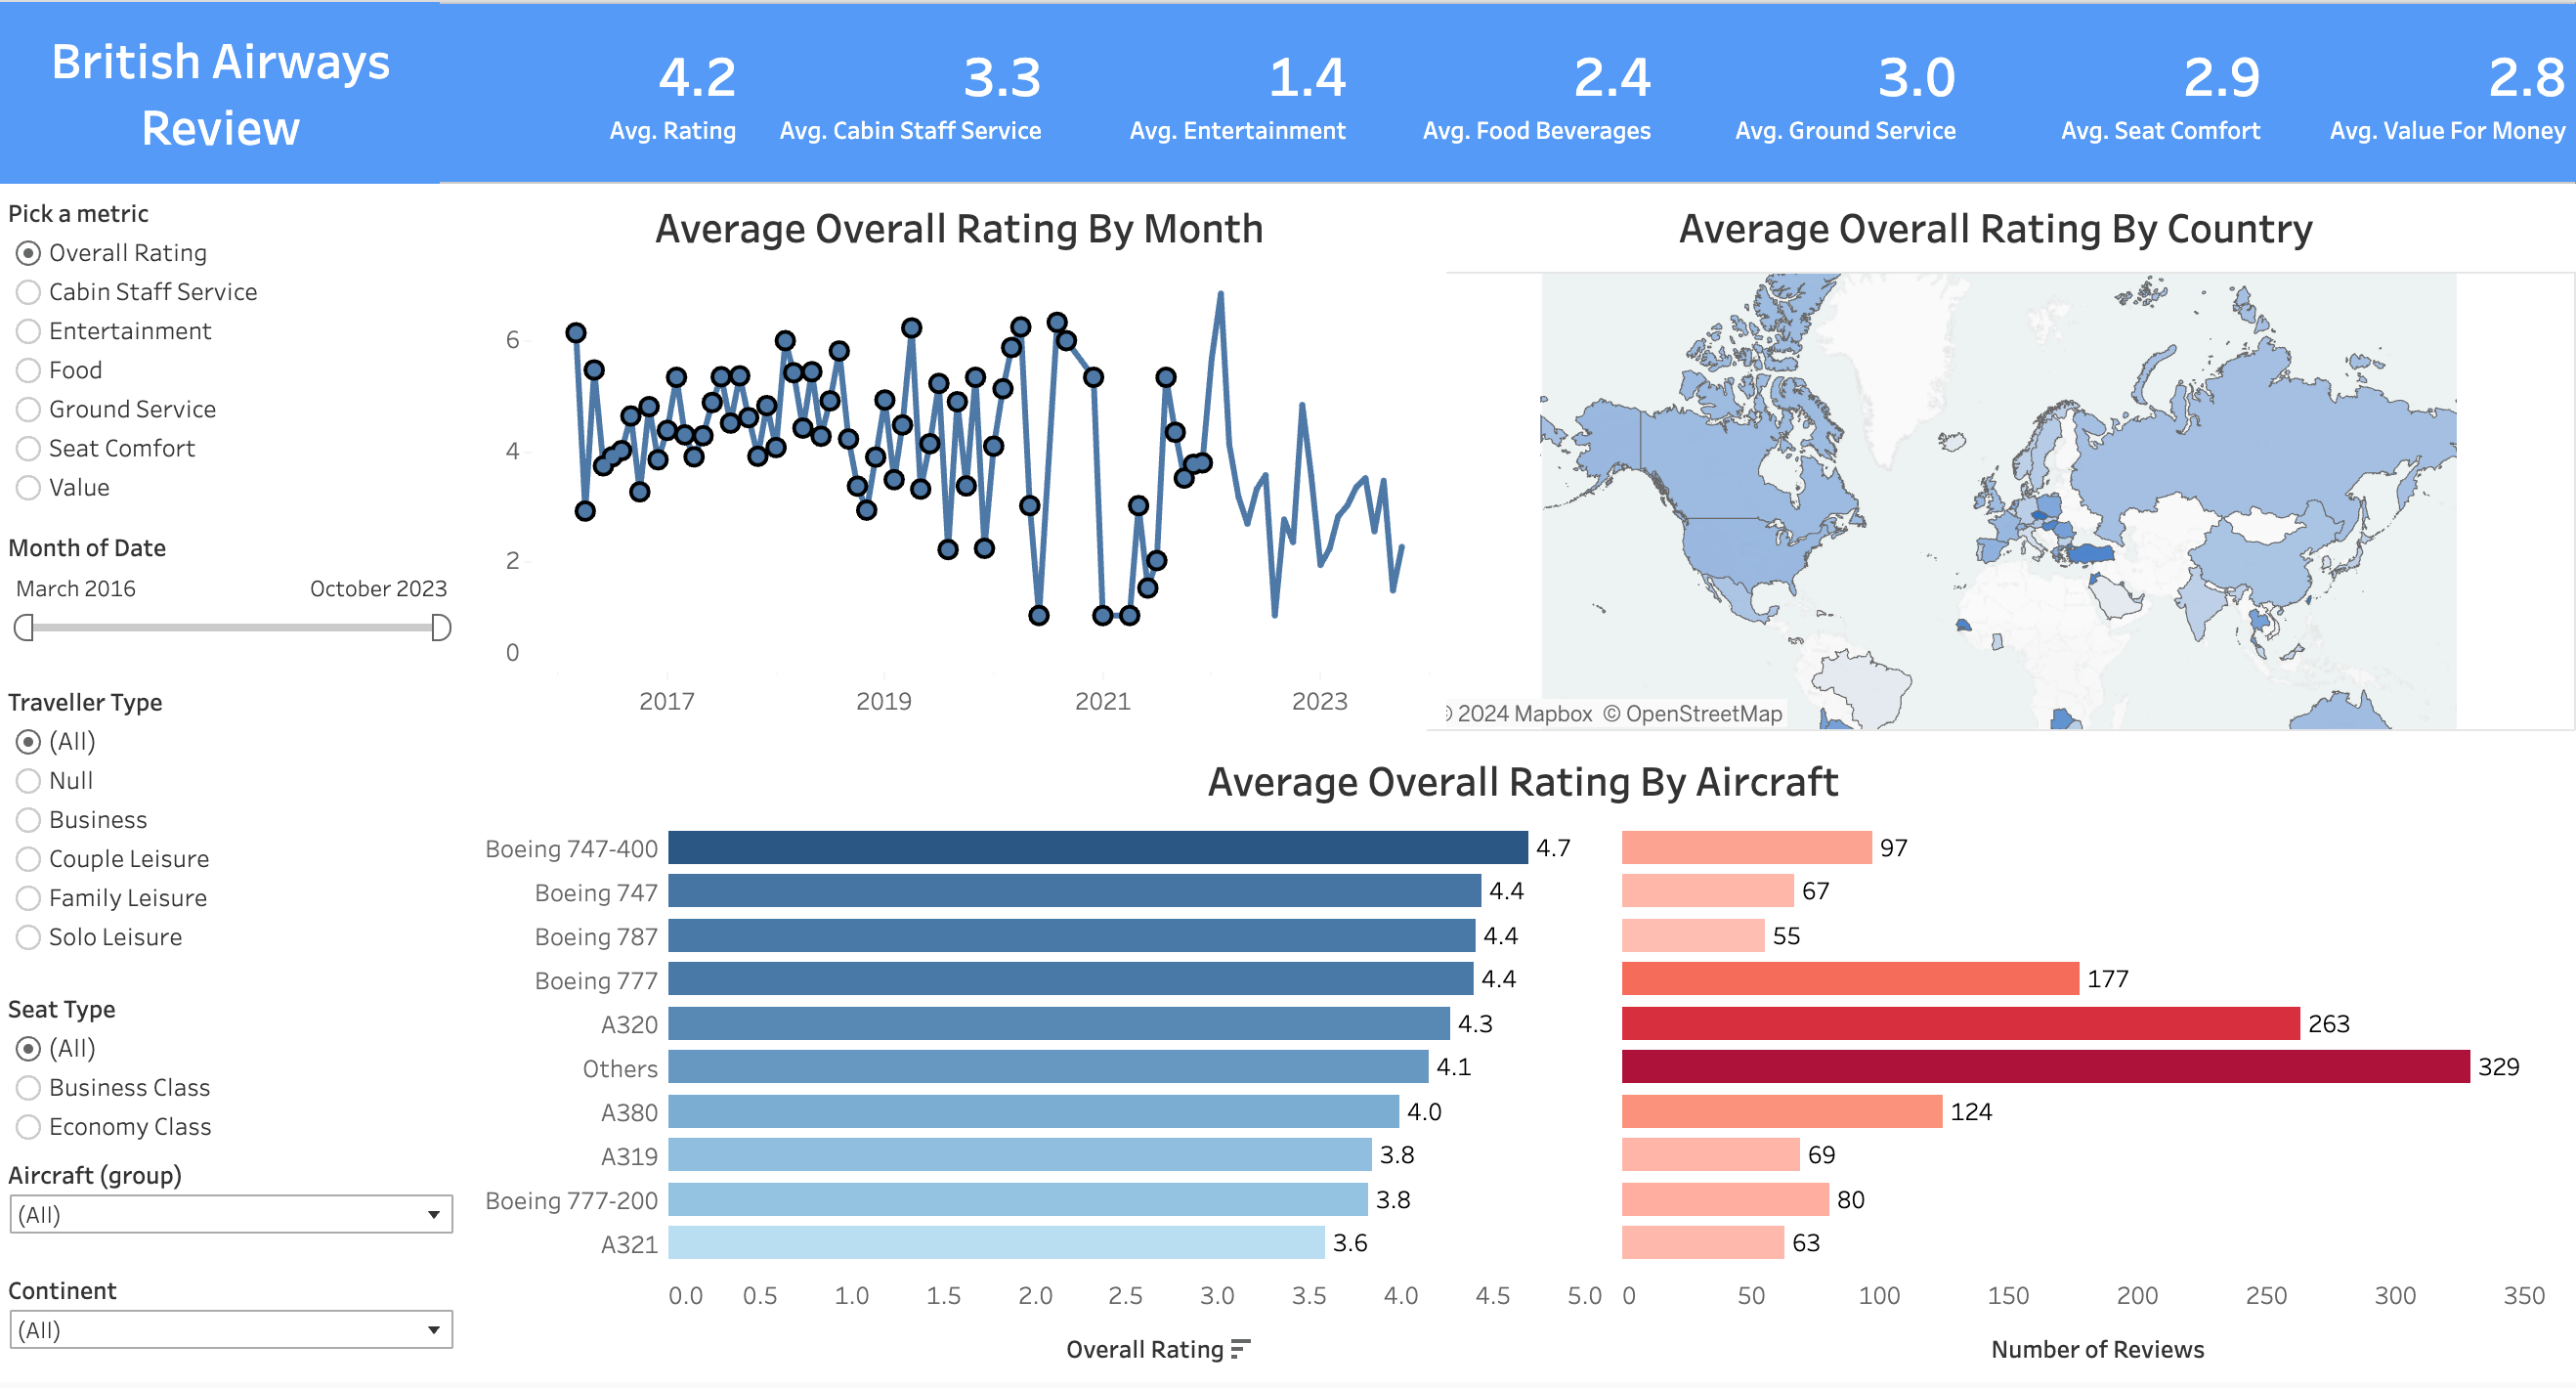 British Airways
Review
4.2
Avg. Rating
3.3
Avg. Cabin Staff Service
1.4
Avg. Entertainment
2.4
Avg. Food Beverages
3.0
Avg. Ground Service
2.9
Avg. Seat Comfort
2.8
Avg. Value For Money
Pick a metric
Overall Rating
Cabin Staff Service
Entertainment
Food
Ground Service
Seat Comfort
Value
Month of Date
March 2016 October 2023
Traveller Type
(All)
Null
Business
Couple Leisure
Family Leisure
Solo Leisure
Seat Type
(All)
Business Class
Economy Class
Aircraft (group)
(All)
Continent
(All)
Average Overall Rating By Month
6
4
2
0
2017 2019 2021 2023
Average Overall Rating By Country
© 2024 Mapbox © OpenStreetMap
Average Overall Rating By Aircraft
Boeing 747-400 4.7 97
Boeing 747 4.4 67
Boeing 787 4.4 55
Boeing 777 4.4 177
A320 4.3 263
Others 4.1 329
A380 4.0 124
A319 3.8 69
Boeing 777-200 3.8 80
A321 3.6 63
0.0 0.5 1.0 1.5 2.0 2.5 3.0 3.5 4.0 4.5 5.0 0 50 100 150 200 250 300 350
Overall Rating Number of Reviews